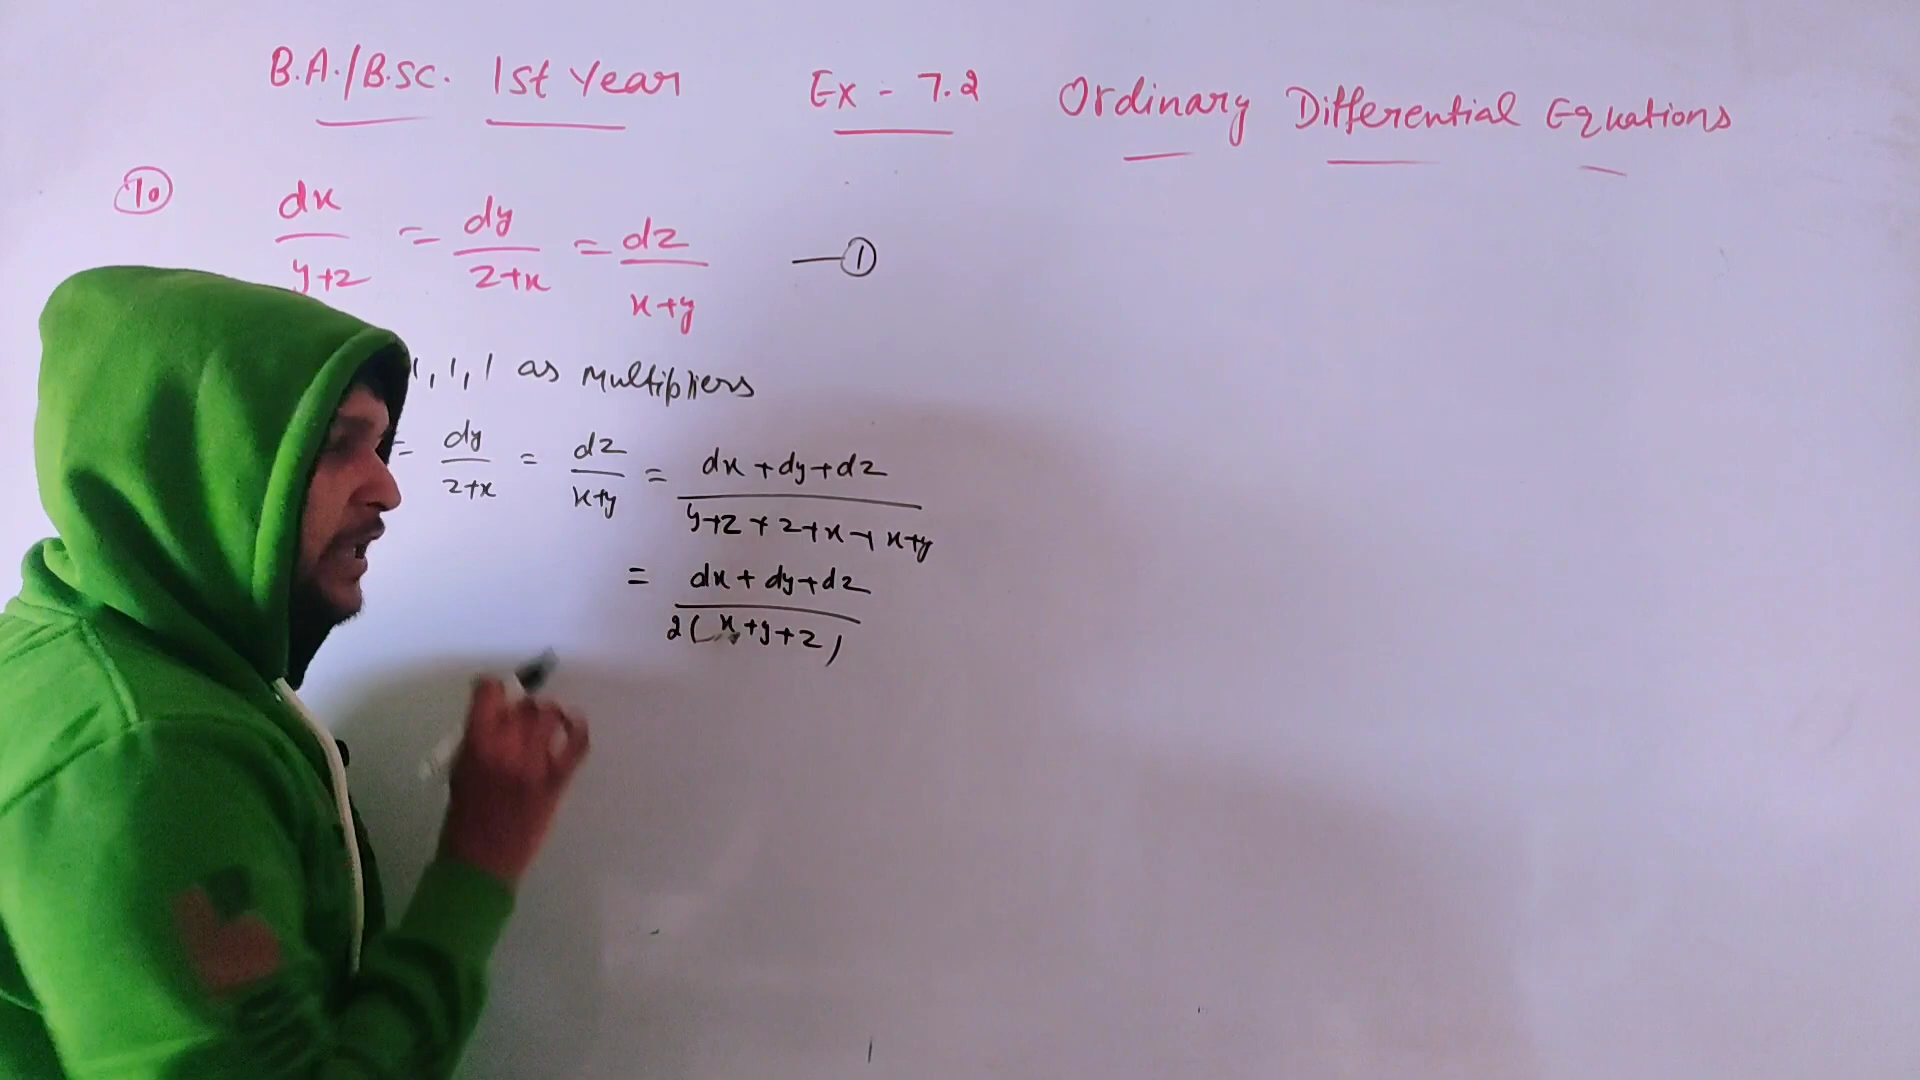 B.A./B.SC. 1st Year Ex - 7.2 Ordinary Differential Equations
10 dx/y+z = dy/z+x = dz/x+y —①
1, 1, 1 as multipliers
= dy/z+x = dz/x+y = dx+dy+dz/y+z+z+x+x+y
= dx+dy+dz/2(x+y+z)